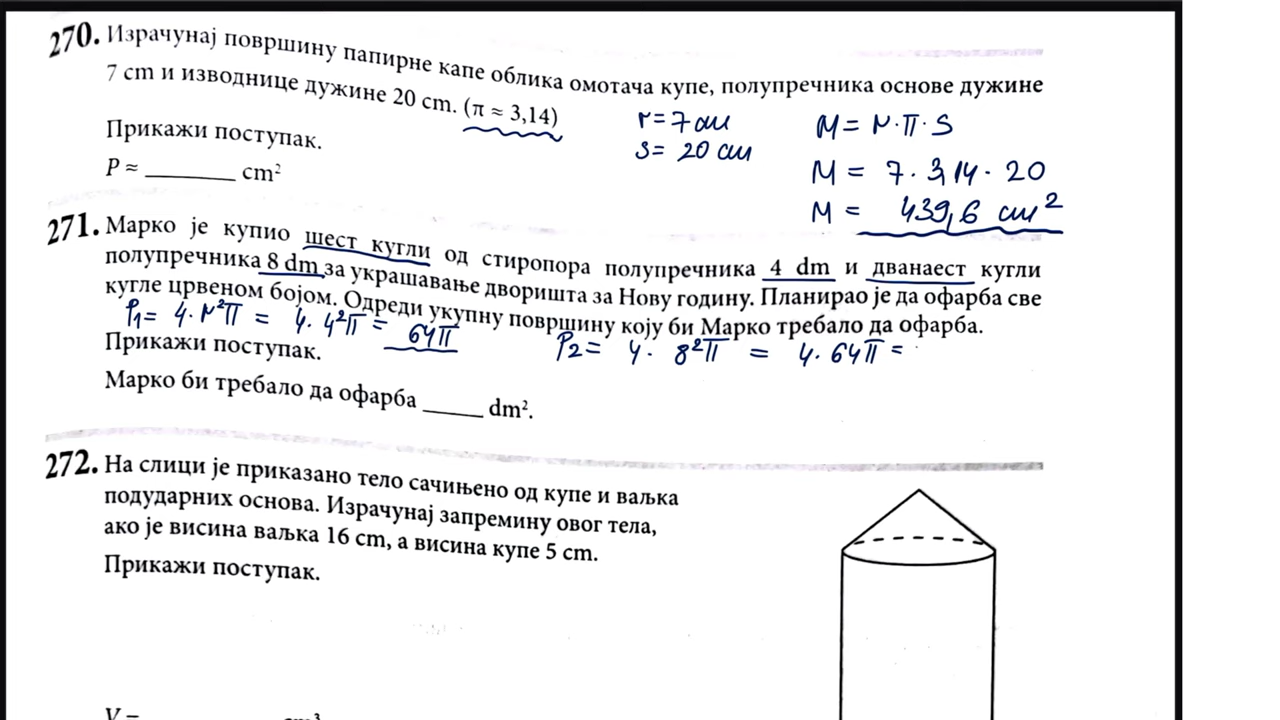 270. Израчунај површину папирне капе облика омотача купе, полупречника основе дужине
7 cm и изводнице дужине 20 cm. (π ≈ 3,14)
r = 7 cm
s = 20 cm
M = r·π·s
M = 7·3,14·20
M = 439,6 cm²
Прикажи поступак.
P ≈ ________ cm²
271. Марко је купио шест кугли од стиропора полупречника 4 dm и дванаест кугли
полупречника 8 dm за украшавање дворишта за Нову годину. Планирао је да офарба све
кугле црвеном бојом. Одреди укупну површину коју би Марко требало да офарба.
P₁ = 4·r²π = 4·4²π = 64π
P₂ = 4·8²π = 4·64π =
Прикажи поступак.
Марко би требало да офарба _____ dm².
272. На слици је приказано тело сачињено од купе и ваљка
подударних основа. Израчунај запремину овог тела,
ако је висина ваљка 16 cm, а висина купе 5 cm.
Прикажи поступак.
V = ____________ cm³